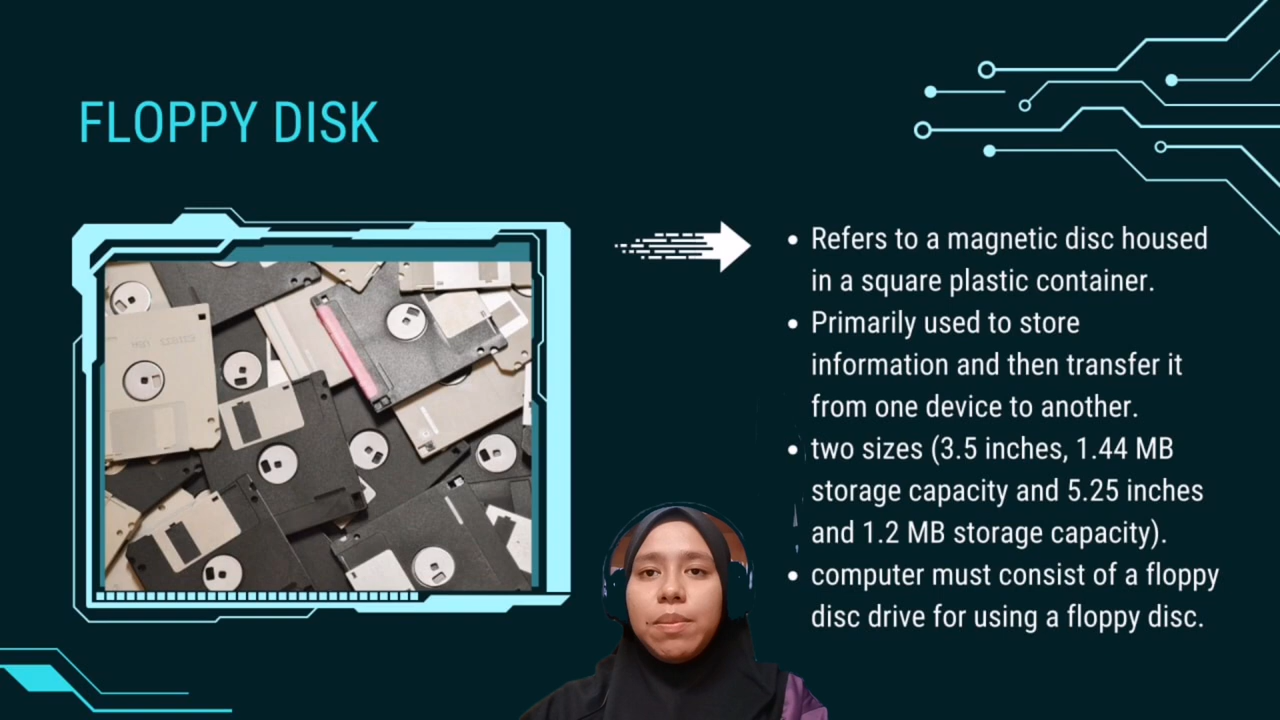 FLOPPY DISK
• Refers to a magnetic disc housed
in a square plastic container.
• Primarily used to store
information and then transfer it
from one device to another.
• two sizes (3.5 inches, 1.44 MB
storage capacity and 5.25 inches
and 1.2 MB storage capacity).
• computer must consist of a floppy
disc drive for using a floppy disc.